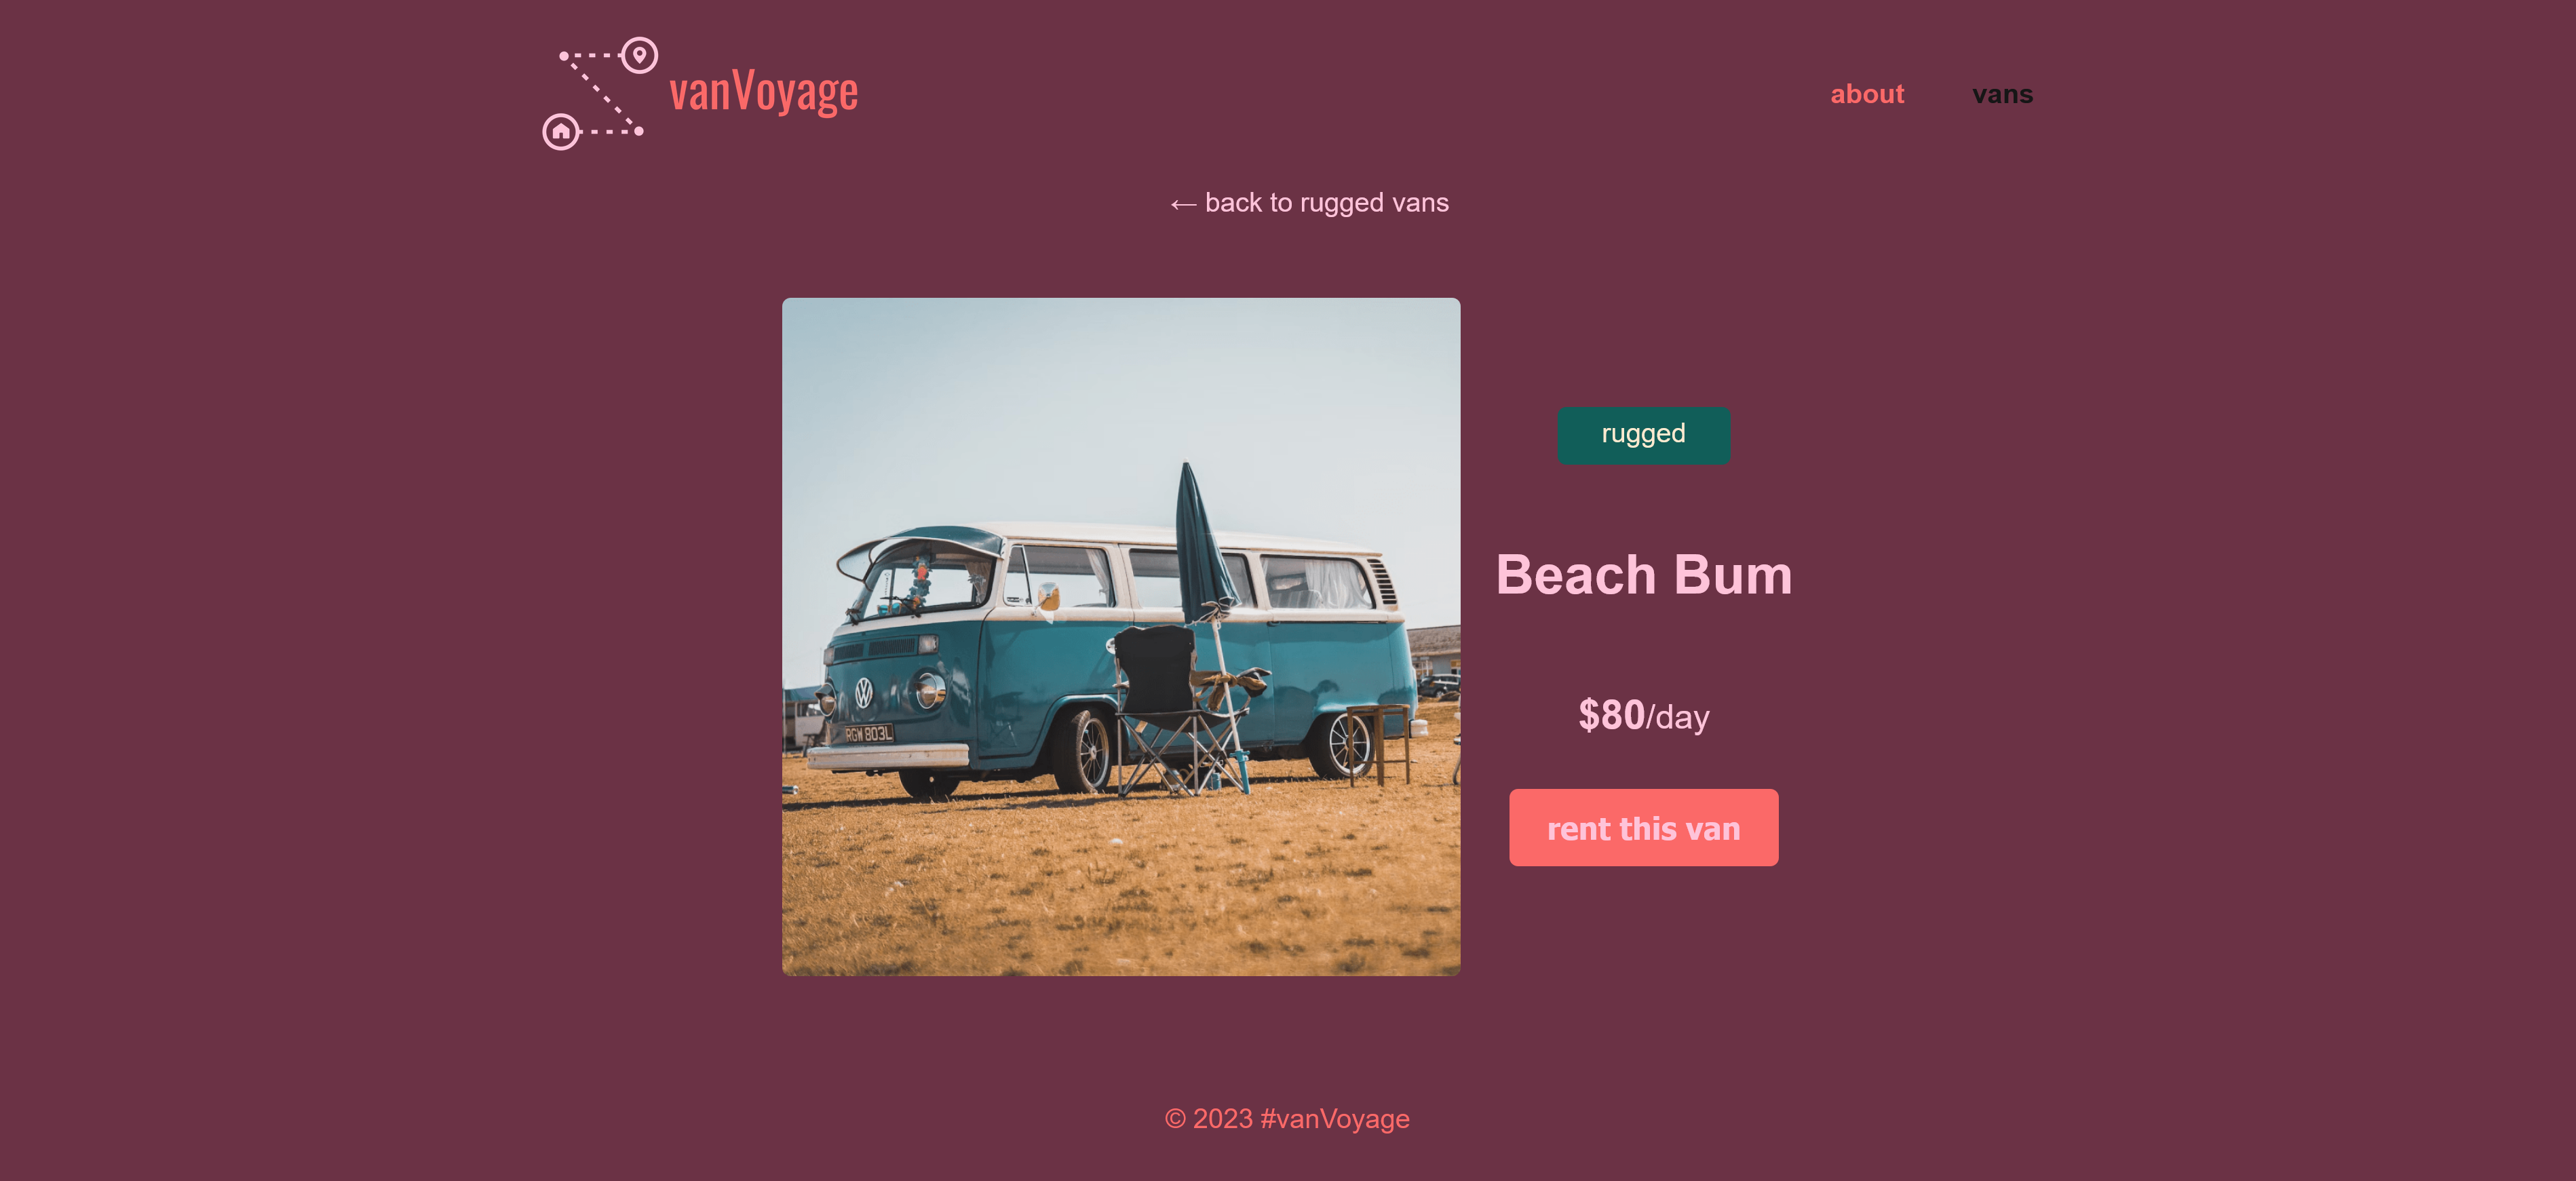 vanVoyage
about
vans
← back to rugged vans
rugged
Beach Bum
$80/day
rent this van
RGW 803L
© 2023 #vanVoyage